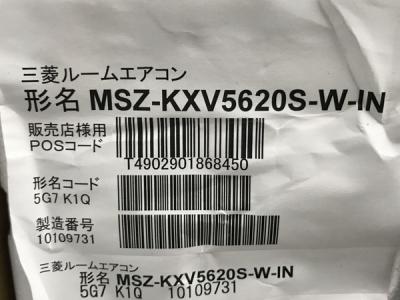 三菱ルームエアコン
形名 MSZ-KXV5620S-W-IN
販売店様用
POSコード
T4902901868450
形名コード
5G7 K1Q
製造番号
10109731
三菱ルームエアコン
形名 MSZ-KXV5620S-W-IN
5G7 K1Q 10109731